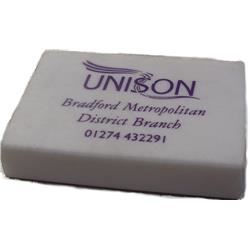 UNISON
Bradford Metropolitan
District Branch
01274 432291